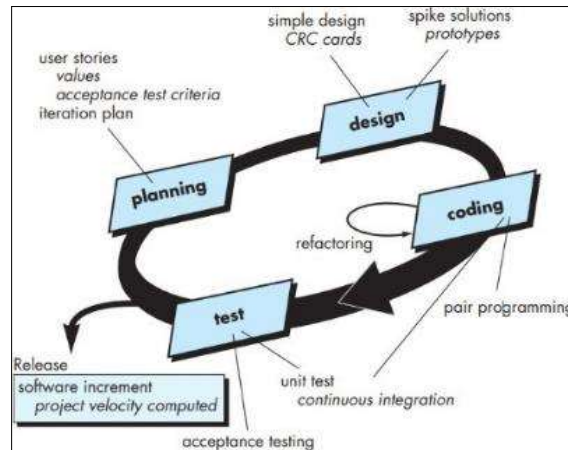 simple design
CRC cards
spike solutions
prototypes
user stories
values
acceptance test criteria
iteration plan
design
planning
coding
refactoring
test
pair programming
Release
software increment
project velocity computed
unit test
continuous integration
acceptance testing